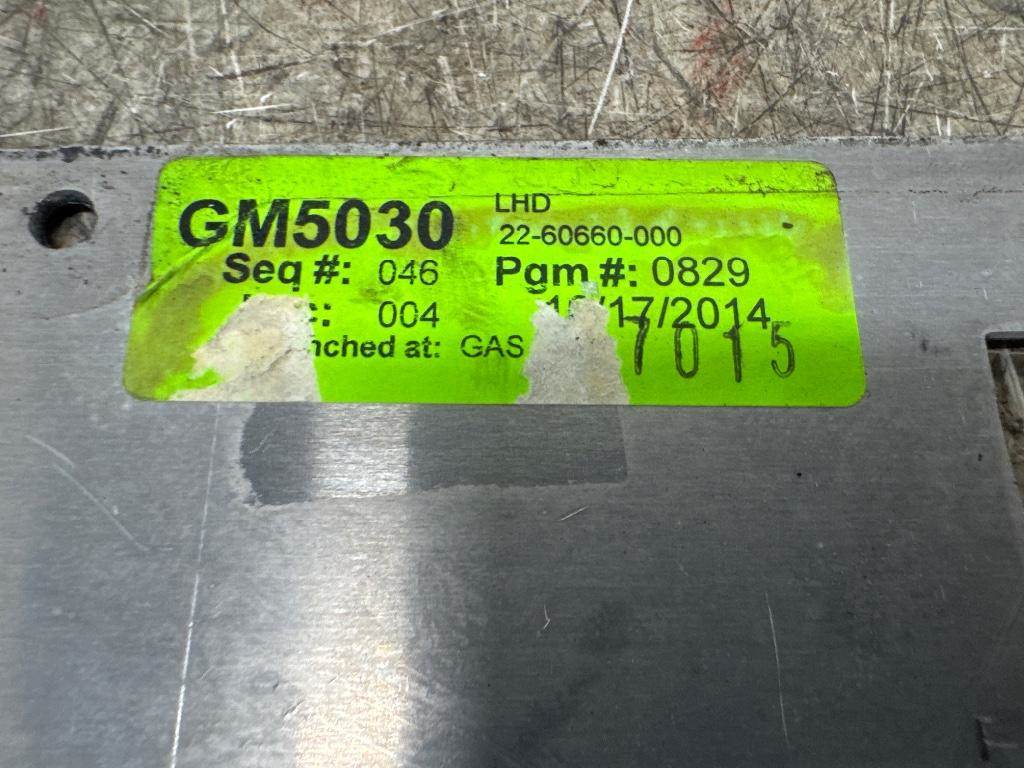 GM5030 LHD
22-60660-000
Seq #: 046 Pgm #: 0829
004 /17/2014
nched at: GAS 7015